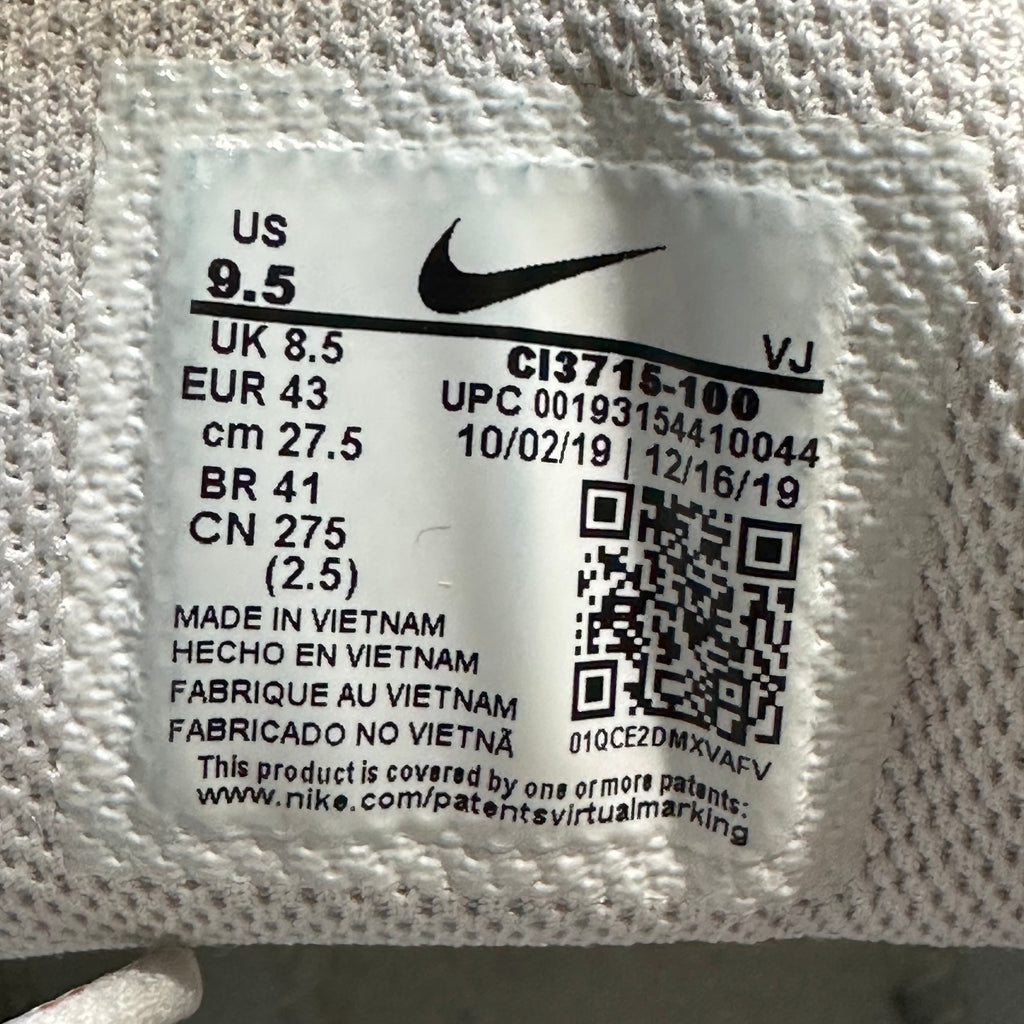 US
9.5
UK 8.5
EUR 43
cm 27.5
BR 41
CN 275
(2.5)
VJ
CI3715-100
UPC 00193154410044
10/02/19 | 12/16/19
MADE IN VIETNAM
HECHO EN VIETNAM
FABRIQUE AU VIETNAM
FABRICADO NO VIETNÃ
01QCE2DMXVAFV
This product is covered by one or more patents:
www.nike.com/patentsvirtualmarking